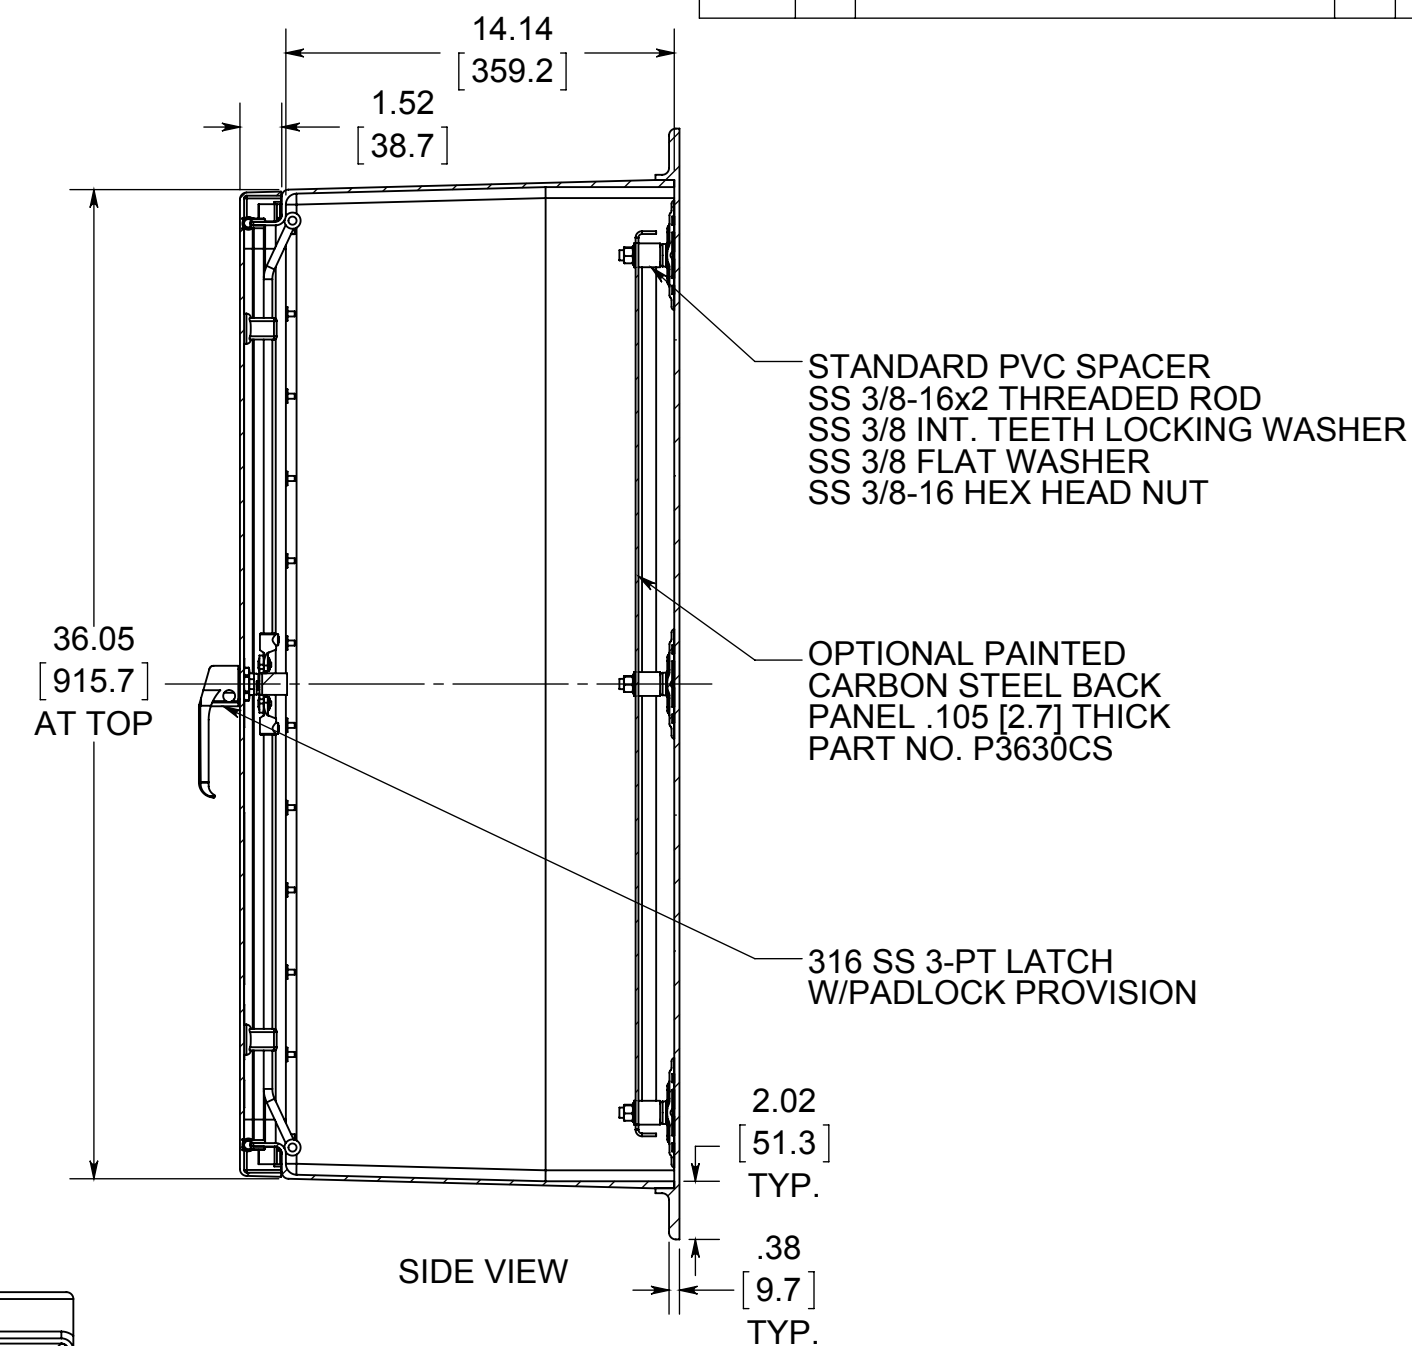 14.14
[359.2]
1.52
[38.7]
STANDARD PVC SPACER
SS 3/8-16x2 THREADED ROD
SS 3/8 INT. TEETH LOCKING WASHER
SS 3/8 FLAT WASHER
SS 3/8-16 HEX HEAD NUT
36.05
[915.7]
AT TOP
OPTIONAL PAINTED
CARBON STEEL BACK
PANEL .105 [2.7] THICK
PART NO. P3630CS
316 SS 3-PT LATCH
W/PADLOCK PROVISION
2.02
[51.3]
TYP.
SIDE VIEW
.38
[9.7]
TYP.